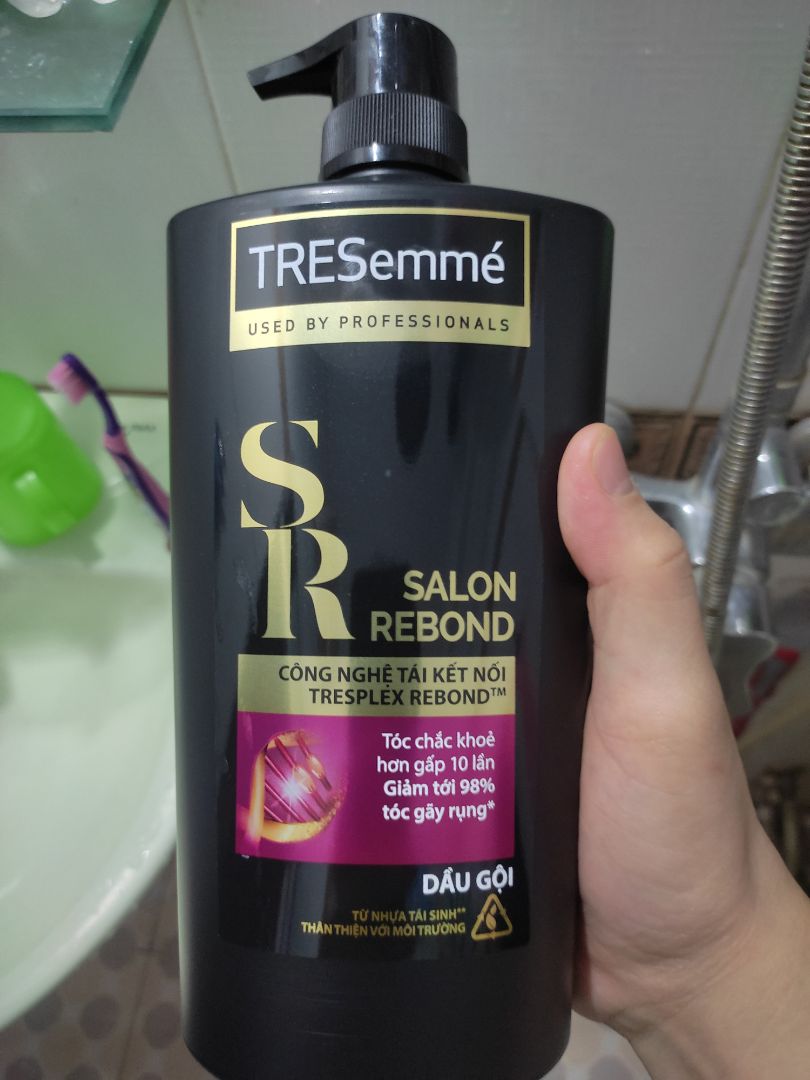 TRESemmé
USED BY PROFESSIONALS
SR
SALON
REBOND
CÔNG NGHỆ TÁI KẾT NỐI
TRESPLEX REBOND™
Tóc chắc khoẻ
hơn gấp 10 lần
Giảm tới 98%
tóc gãy rụng*
DẦU GỘI
TỪ NHỰA TÁI SINH**
THÂN THIỆN VỚI MÔI TRƯỜNG